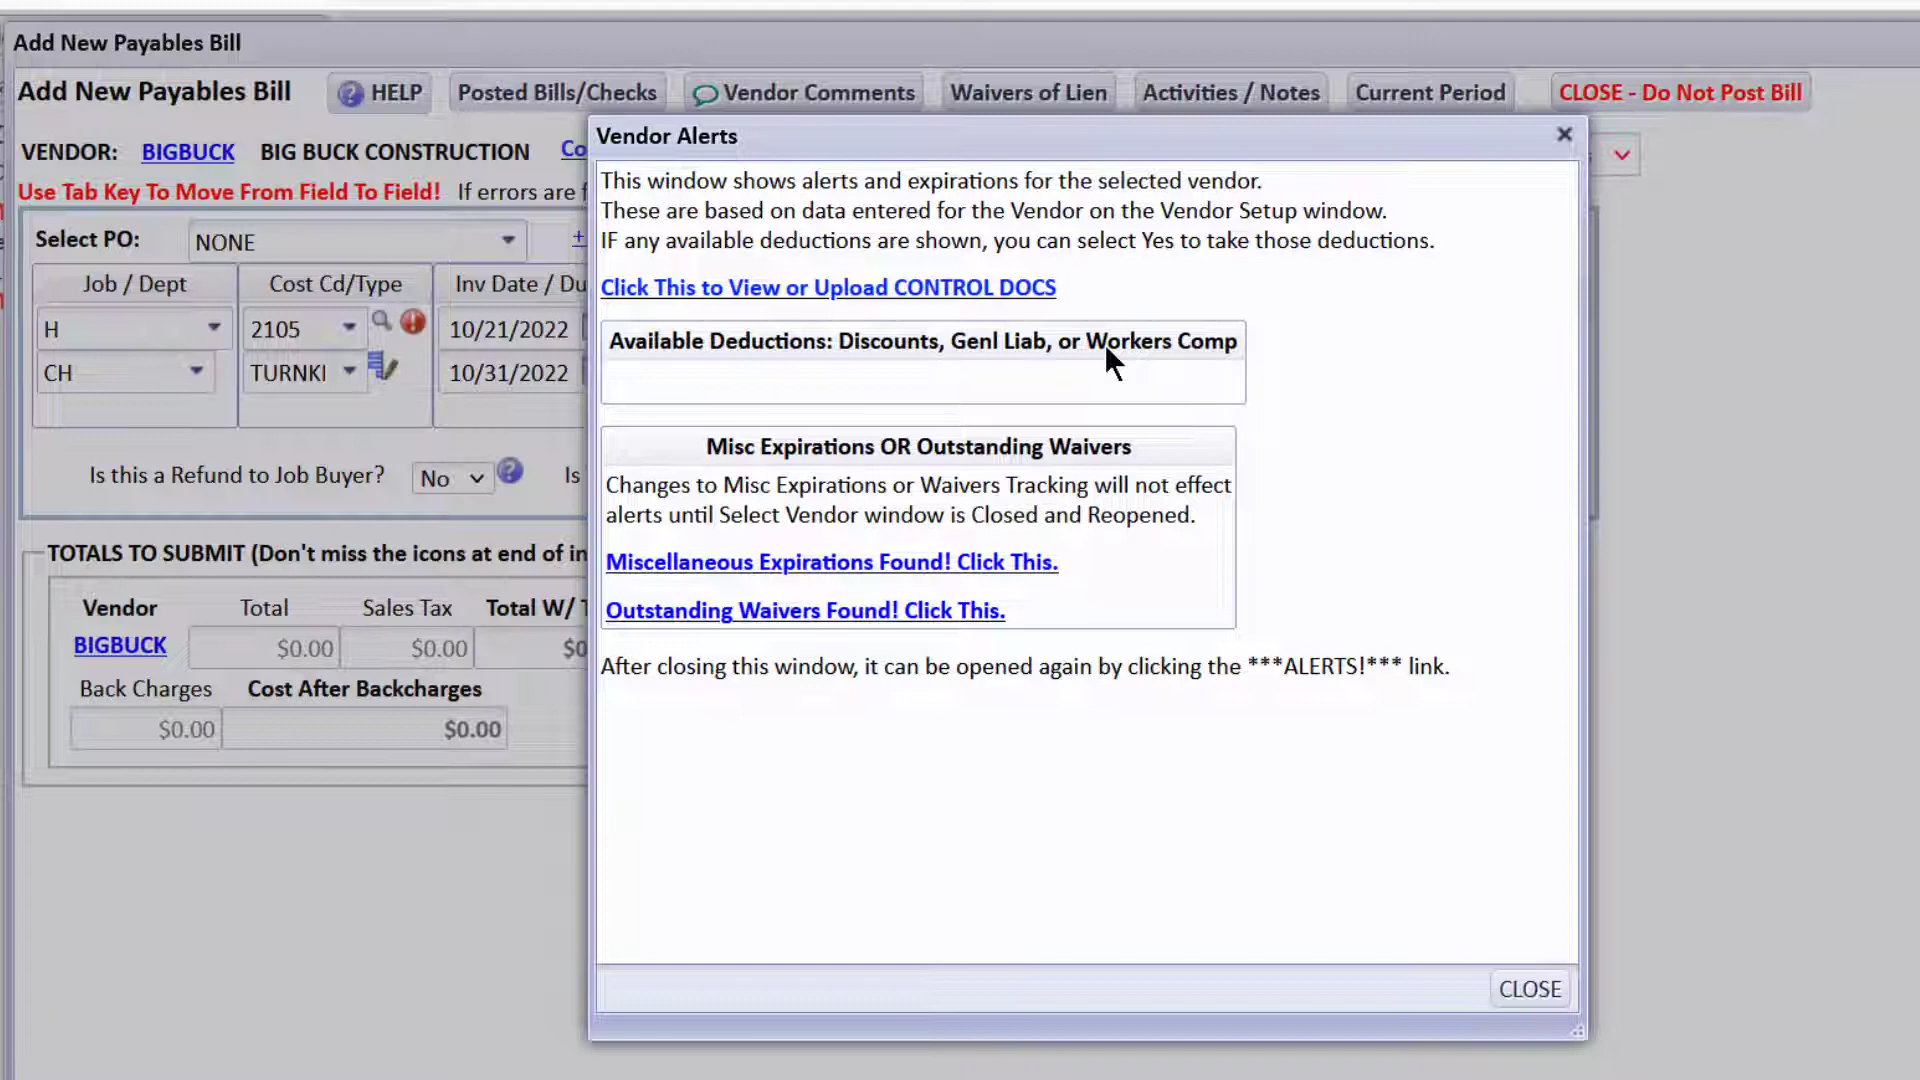 Add New Payables Bill
Add New Payables Bill HELP Posted Bills/Checks Vendor Comments Waivers of Lien Activities / Notes Current Period CLOSE - Do Not Post Bill
VENDOR: BIGBUCK BIG BUCK CONSTRUCTION Co
Use Tab Key To Move From Field To Field! If errors are f
Select PO: NONE +
Job / Dept Cost Cd/Type Inv Date / Du
H 2105 10/21/2022
CH TURNKI 10/31/2022
Is this a Refund to Job Buyer? No Is
TOTALS TO SUBMIT (Don't miss the icons at end of in
Vendor Total Sales Tax Total W/ T
BIGBUCK $0.00 $0.00 $0
Back Charges Cost After Backcharges
$0.00 $0.00
Vendor Alerts
This window shows alerts and expirations for the selected vendor.
These are based on data entered for the Vendor on the Vendor Setup window.
IF any available deductions are shown, you can select Yes to take those deductions.
Click This to View or Upload CONTROL DOCS
Available Deductions: Discounts, Genl Liab, or Workers Comp
Misc Expirations OR Outstanding Waivers
Changes to Misc Expirations or Waivers Tracking will not effect
alerts until Select Vendor window is Closed and Reopened.
Miscellaneous Expirations Found! Click This.
Outstanding Waivers Found! Click This.
After closing this window, it can be opened again by clicking the ***ALERTS!*** link.
CLOSE